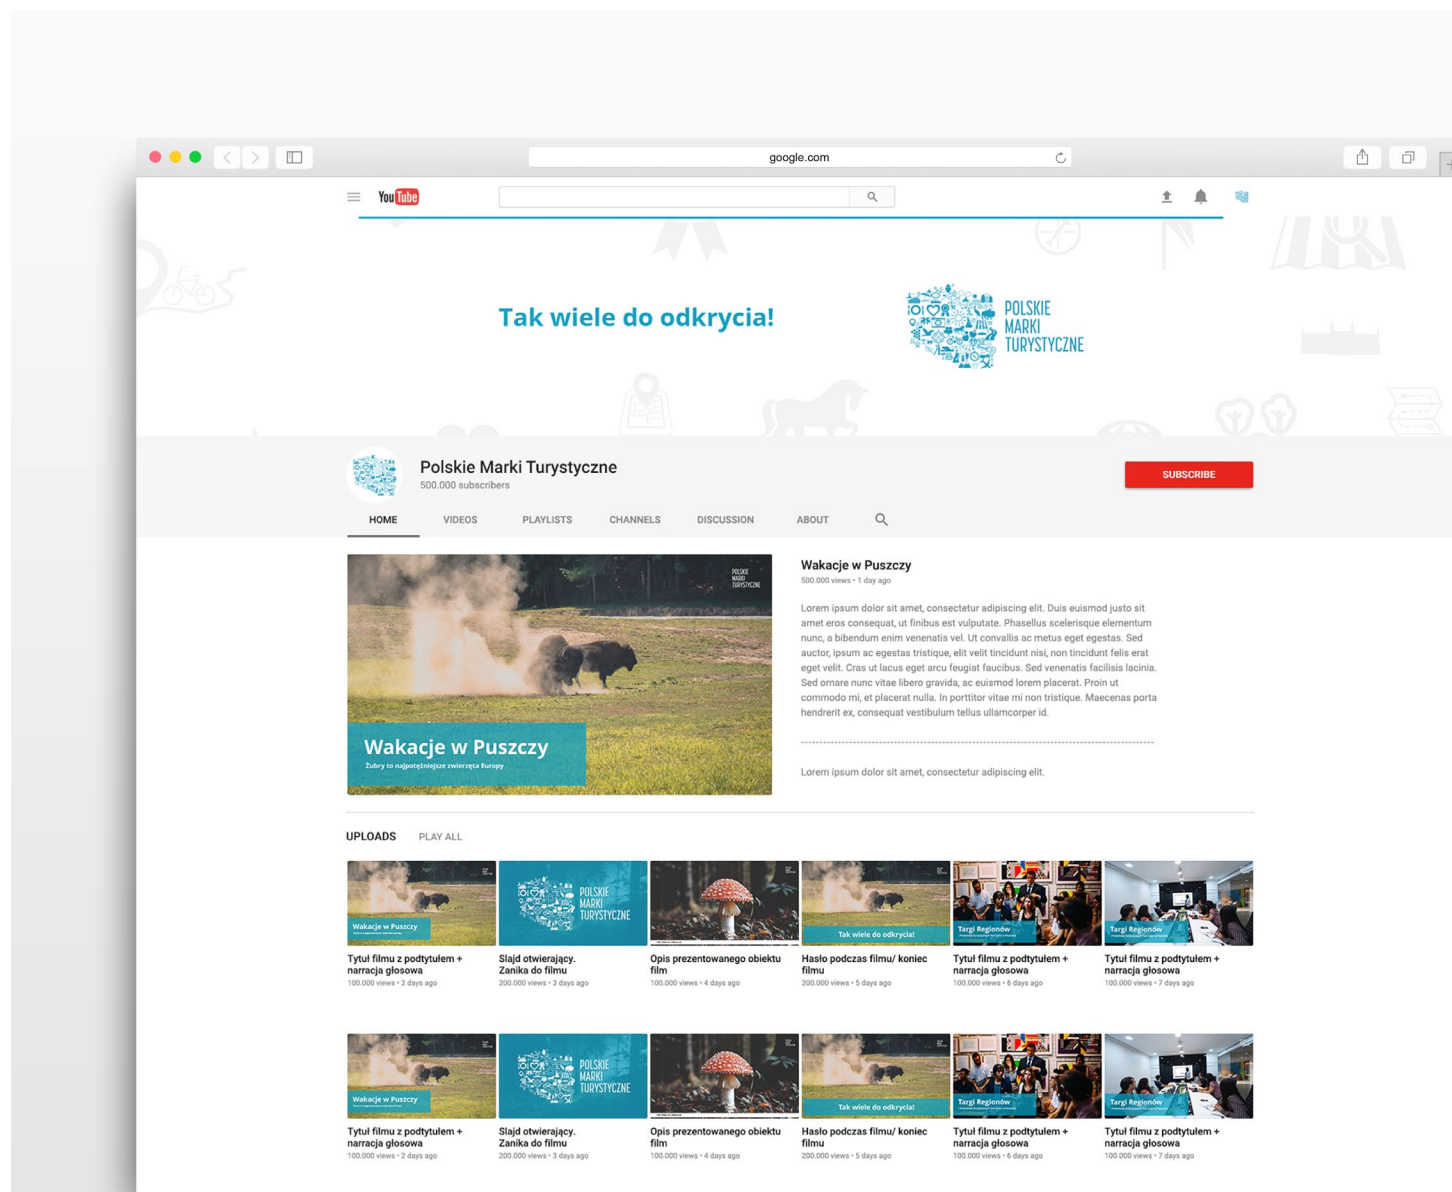 google.com
YouTube
Tak wiele do odkrycia!
POLSKIE
MARKI
TURYSTYCZNE
Polskie Marki Turystyczne
500.000 subscribers
SUBSCRIBE
HOME VIDEOS PLAYLISTS CHANNELS DISCUSSION ABOUT
POLSKIE
MARKI
TURYSTYCZNE
Wakacje w Puszczy
Żubry to najpotężniejsze zwierzęta Europy
Wakacje w Puszczy
500.000 views • 1 day ago
Lorem ipsum dolor sit amet, consectetur adipiscing elit. Duis euismod justo sit
amet eros consequat, ut finibus est vulputate. Phasellus scelerisque elementum
nunc, a bibendum enim venenatis vel. Ut convallis ac metus eget egestas. Sed
auctor, ipsum ac egestas tristique, elit velit tincidunt nisi, non tincidunt felis erat
eget velit. Cras ut lacus eget arcu feugiat faucibus. Sed venenatis facilisis lacinia.
Sed ornare nunc vitae libero gravida, ac euismod lorem placerat. Proin ut
commodo mi, et placerat nulla. In porttitor vitae mi non tristique. Maecenas porta
hendrerit ex, consequat vestibulum tellus ullamcorper id.
Lorem ipsum dolor sit amet, consectetur adipiscing elit.
UPLOADS PLAY ALL
Wakacje w Puszczy
POLSKIE
MARKI
TURYSTYCZNE
Tak wiele do odkrycia!
Targi Regionów
Targi Regionów
Tytuł filmu z podtytułem +
narracja głosowa
100.000 views • 2 days ago
Slajd otwierający.
Zanika do filmu
200.000 views • 3 days ago
Opis prezentowanego obiektu
film
100.000 views • 4 days ago
Hasło podczas filmu/ koniec
filmu
200.000 views • 5 days ago
Tytuł filmu z podtytułem +
narracja głosowa
100.000 views • 6 days ago
Tytuł filmu z podtytułem +
narracja głosowa
100.000 views • 7 days ago
Wakacje w Puszczy
POLSKIE
MARKI
TURYSTYCZNE
Tak wiele do odkrycia!
Targi Regionów
Targi Regionów
Tytuł filmu z podtytułem +
narracja głosowa
100.000 views • 2 days ago
Slajd otwierający.
Zanika do filmu
200.000 views • 3 days ago
Opis prezentowanego obiektu
film
100.000 views • 4 days ago
Hasło podczas filmu/ koniec
filmu
200.000 views • 5 days ago
Tytuł filmu z podtytułem +
narracja głosowa
100.000 views • 6 days ago
Tytuł filmu z podtytułem +
narracja głosowa
100.000 views • 7 days ago